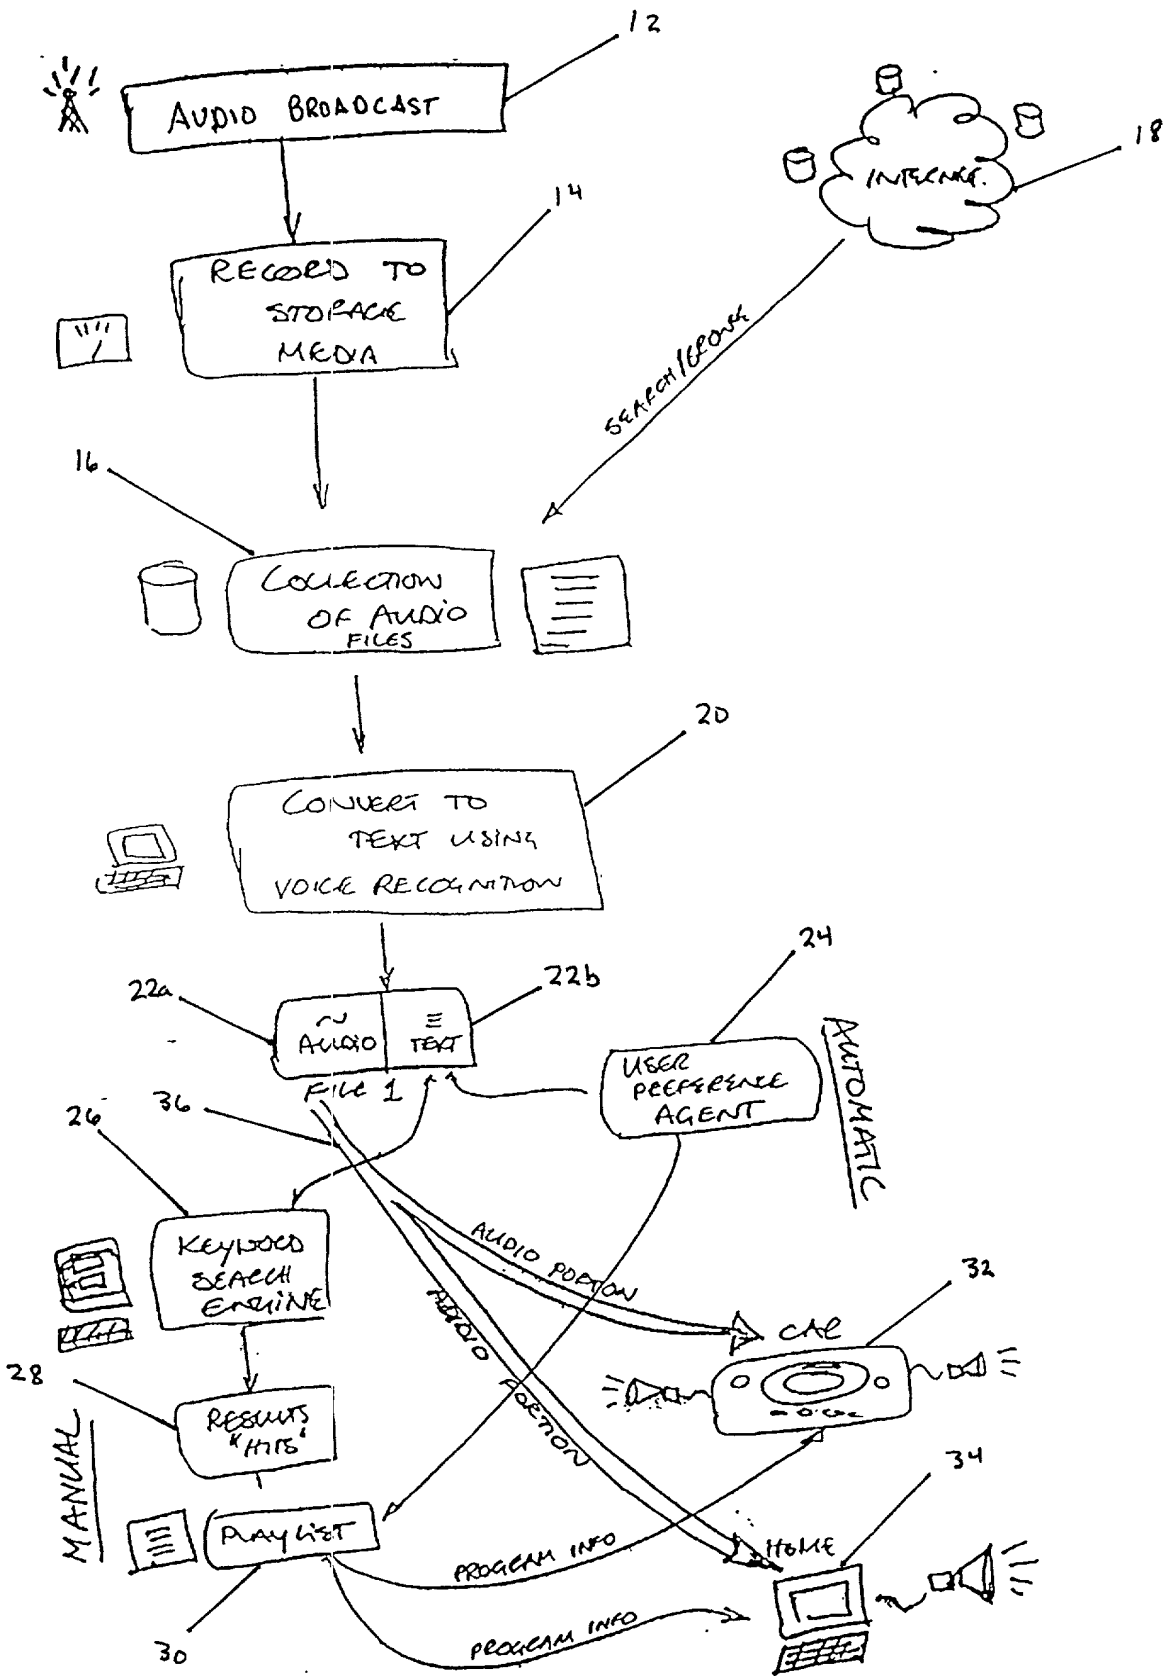 12
AUDIO BROADCAST
INTERNET.
18
14
RECORD TO
STORAGE
MEDIA
16
COLLECTION
OF AUDIO
FILES
20
CONVERT TO
TEXT USING
VOICE RECOGNITION
24
22a
22b
AUDIO
TEXT
FILE 1
USER
PREFERENCE
AGENT
AUTOMATIC
36
26
KEYWORD
SEARCH
ENGINE
AUDIO PORTION
AUDIO PORTION
32
CAR
28
RESULTS
"HITS"
MANUAL
34
PLAYLIST
HOME
PROGRAM INFO
PROGRAM INFO
30